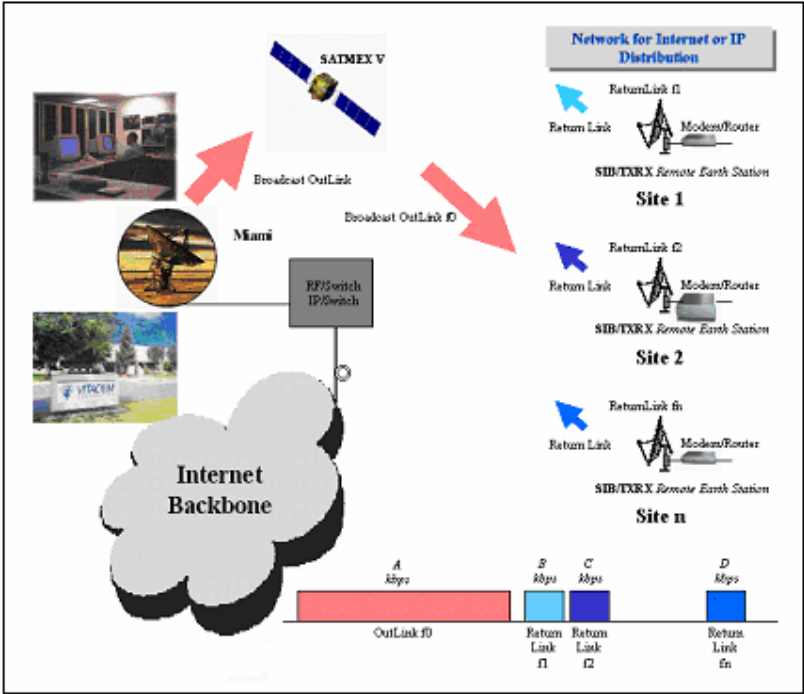 Network for Internet or IP
Distribution
SATMEX V
ReturnLink f1
Return Link
Modem/Router
SIB/TXRX Remote Earth Station
Site 1
Broadcast OutLink
Broadcast OutLink f0
Miami
RF/Switch
IP/Switch
ReturnLink f2
Return Link
Modem/Router
SIB/TXRX Remote Earth Station
Site 2
VITACOM
ReturnLink fn
Return Link
Modem/Router
SIB/TXRX Remote Earth Station
Site n
Internet
Backbone
A
kbps
B
kbps
C
kbps
D
kbps
OutLink f0
Return
Link
f1
Return
Link
f2
Return
Link
fn